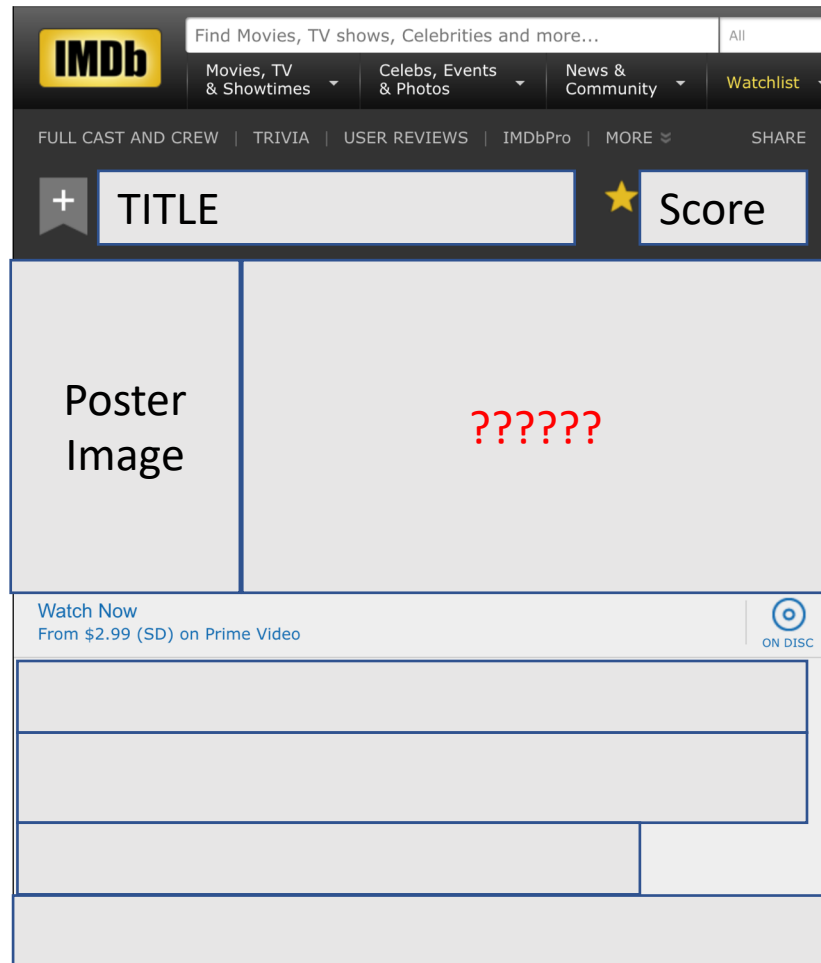 IMDb
Find Movies, TV shows, Celebrities and more...
All
Movies, TV
& Showtimes
Celebs, Events
& Photos
News &
Community
Watchlist
FULL CAST AND CREW | TRIVIA | USER REVIEWS | IMDbPro | MORE
SHARE
+
TITLE
Score
Poster
Image
??????
Watch Now
From $2.99 (SD) on Prime Video
ON DISC